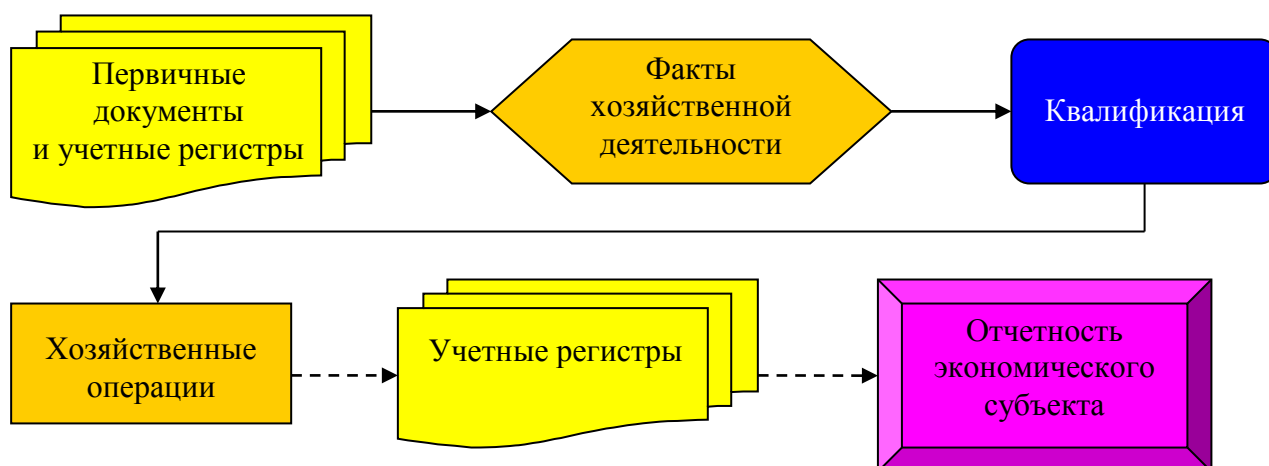 Первичные
документы
и учетные регистры
Факты
хозяйственной
деятельности
Квалификация
Хозяйственные
операции
Учетные регистры
Отчетность
экономического
субъекта